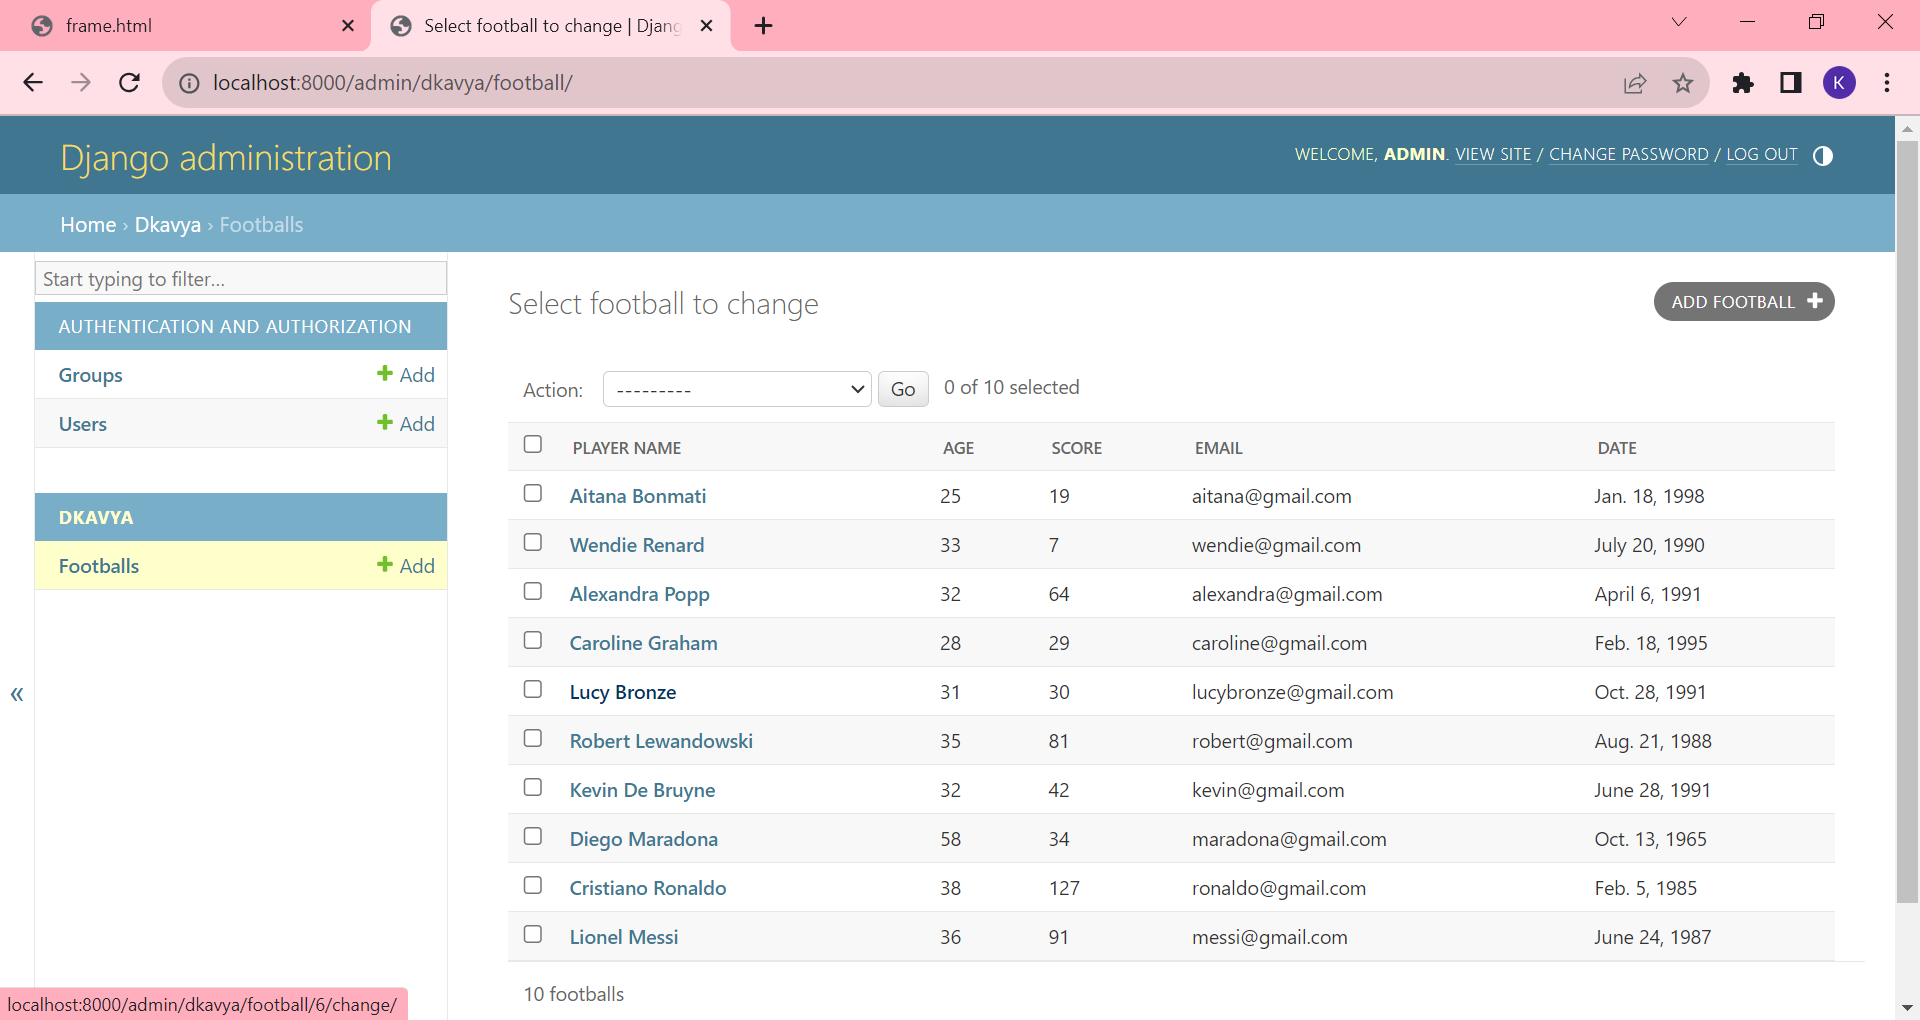 frame.html
Select football to change | Djang
localhost:8000/admin/dkavya/football/
K
Django administration
WELCOME, ADMIN. VIEW SITE / CHANGE PASSWORD / LOG OUT
Home › Dkavya › Footballs
Start typing to filter...
AUTHENTICATION AND AUTHORIZATION
Groups + Add
Users + Add
DKAVYA
Footballs + Add
«
Select football to change
ADD FOOTBALL +
Action: --------- Go 0 of 10 selected
PLAYER NAME AGE SCORE EMAIL DATE
Aitana Bonmati 25 19 aitana@gmail.com Jan. 18, 1998
Wendie Renard 33 7 wendie@gmail.com July 20, 1990
Alexandra Popp 32 64 alexandra@gmail.com April 6, 1991
Caroline Graham 28 29 caroline@gmail.com Feb. 18, 1995
Lucy Bronze 31 30 lucybronze@gmail.com Oct. 28, 1991
Robert Lewandowski 35 81 robert@gmail.com Aug. 21, 1988
Kevin De Bruyne 32 42 kevin@gmail.com June 28, 1991
Diego Maradona 58 34 maradona@gmail.com Oct. 13, 1965
Cristiano Ronaldo 38 127 ronaldo@gmail.com Feb. 5, 1985
Lionel Messi 36 91 messi@gmail.com June 24, 1987
10 footballs
localhost:8000/admin/dkavya/football/6/change/